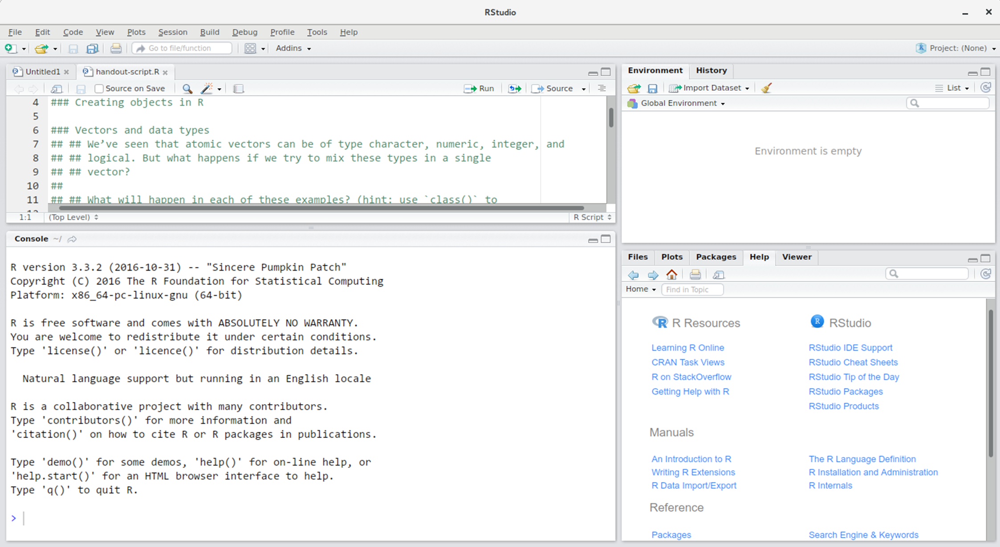 RStudio
File Edit Code View Plots Session Build Debug Profile Tools Help
Go to file/function Addins Project: (None)
Untitled1 handout-script.R
Source on Save Run Source
4 ### Creating objects in R
5
6 ### Vectors and data types
7 ## ## We’ve seen that atomic vectors can be of type character, numeric, integer, and
8 ## ## logical. But what happens if we try to mix these types in a single
9 ## ## vector?
10 ##
11 ## ## What will happen in each of these examples? (hint: use `class()` to
1:1 (Top Level) R Script
Console ~/
R version 3.3.2 (2016-10-31) -- "Sincere Pumpkin Patch"
Copyright (C) 2016 The R Foundation for Statistical Computing
Platform: x86_64-pc-linux-gnu (64-bit)
R is free software and comes with ABSOLUTELY NO WARRANTY.
You are welcome to redistribute it under certain conditions.
Type 'license()' or 'licence()' for distribution details.
Natural language support but running in an English locale
R is a collaborative project with many contributors.
Type 'contributors()' for more information and
'citation()' on how to cite R or R packages in publications.
Type 'demo()' for some demos, 'help()' for on-line help, or
'help.start()' for an HTML browser interface to help.
Type 'q()' to quit R.
>
Environment History
Import Dataset List
Global Environment
Environment is empty
Files Plots Packages Help Viewer
Home Find in Topic
R Resources
Learning R Online
CRAN Task Views
R on StackOverflow
Getting Help with R
RStudio
RStudio IDE Support
RStudio Cheat Sheets
RStudio Tip of the Day
RStudio Packages
RStudio Products
Manuals
An Introduction to R
Writing R Extensions
R Data Import/Export
The R Language Definition
R Installation and Administration
R Internals
Reference
Packages
Search Engine & Keywords